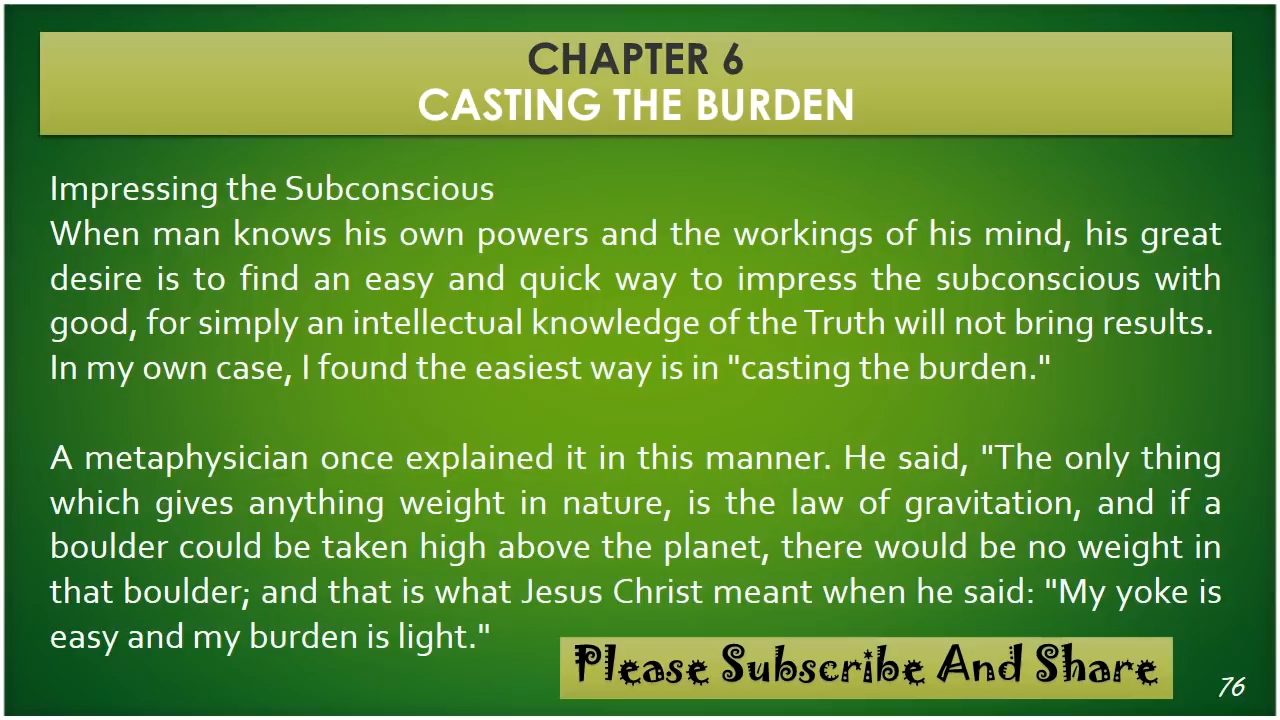 CHAPTER 6
CASTING THE BURDEN
Impressing the Subconscious
When man knows his own powers and the workings of his mind, his great
desire is to find an easy and quick way to impress the subconscious with
good, for simply an intellectual knowledge of the Truth will not bring results.
In my own case, I found the easiest way is in "casting the burden."
A metaphysician once explained it in this manner. He said, "The only thing
which gives anything weight in nature, is the law of gravitation, and if a
boulder could be taken high above the planet, there would be no weight in
that boulder; and that is what Jesus Christ meant when he said: "My yoke is
easy and my burden is light."
Please Subscribe And Share
76